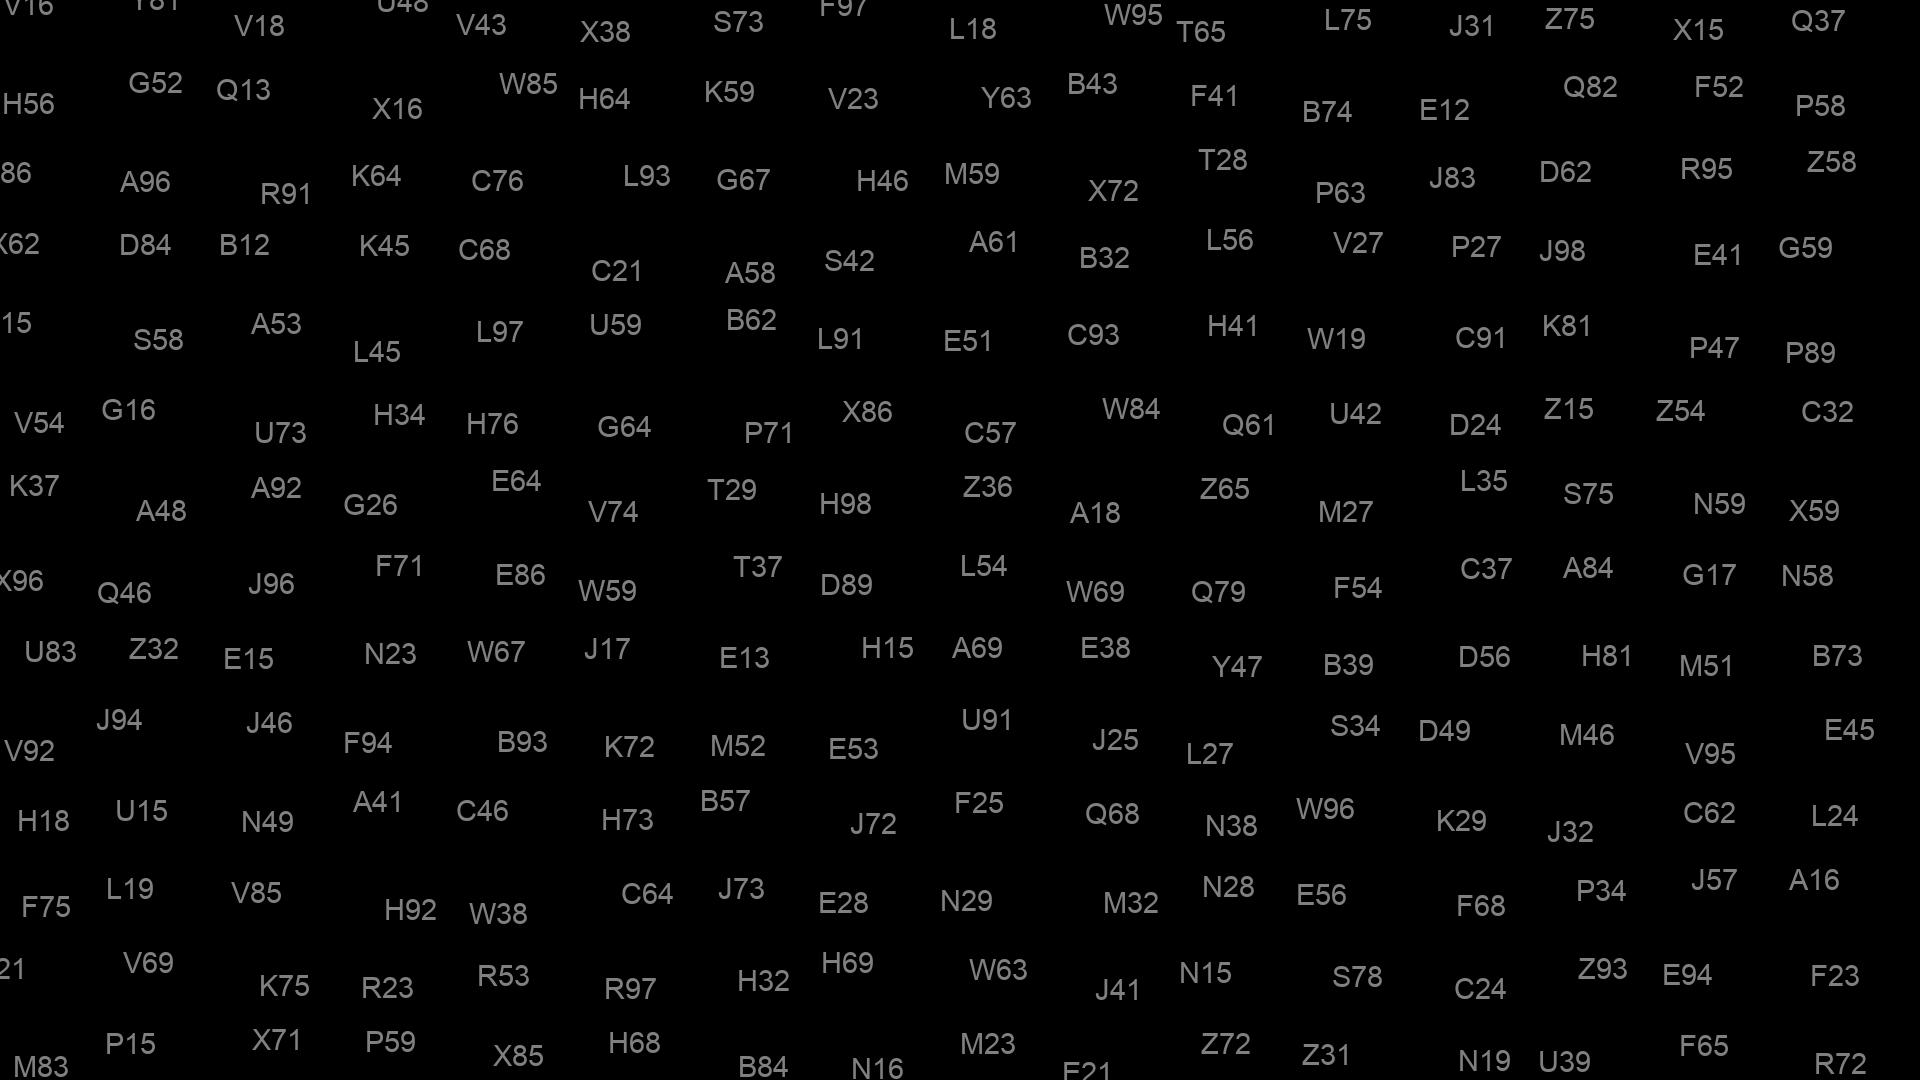 V16 Y81 V18 U48 V43 X38 S73 F97 L18 W95 T65 L75 J31 Z75 X15 Q37
H56 G52 Q13 X16 W85 H64 K59 V23 Y63 B43 F41 B74 E12 Q82 F52 P58
86 A96 R91 K64 C76 L93 G67 H46 M59 X72 T28 P63 J83 D62 R95 Z58
X62 D84 B12 K45 C68 C21 A58 S42 A61 B32 L56 V27 P27 J98 E41 G59
15 S58 A53 L45 L97 U59 B62 L91 E51 C93 H41 W19 C91 K81 P47 P89
V54 G16 U73 H34 H76 G64 P71 X86 C57 W84 Q61 U42 D24 Z15 Z54 C32
K37 A48 A92 G26 E64 V74 T29 H98 Z36 A18 Z65 M27 L35 S75 N59 X59
X96 Q46 J96 F71 E86 W59 T37 D89 L54 W69 Q79 F54 C37 A84 G17 N58
U83 Z32 E15 N23 W67 J17 E13 H15 A69 E38 Y47 B39 D56 H81 M51 B73
V92 J94 J46 F94 B93 K72 M52 E53 U91 J25 L27 S34 D49 M46 V95 E45
H18 U15 N49 A41 C46 H73 B57 J72 F25 Q68 N38 W96 K29 J32 C62 L24
F75 L19 V85 H92 W38 C64 J73 E28 N29 M32 N28 E56 F68 P34 J57 A16
21 V69 K75 R23 R53 R97 H32 H69 W63 J41 N15 S78 C24 Z93 E94 F23
M83 P15 X71 P59 X85 H68 B84 N16 M23 Z72 Z31 N19 U39 F65 R72